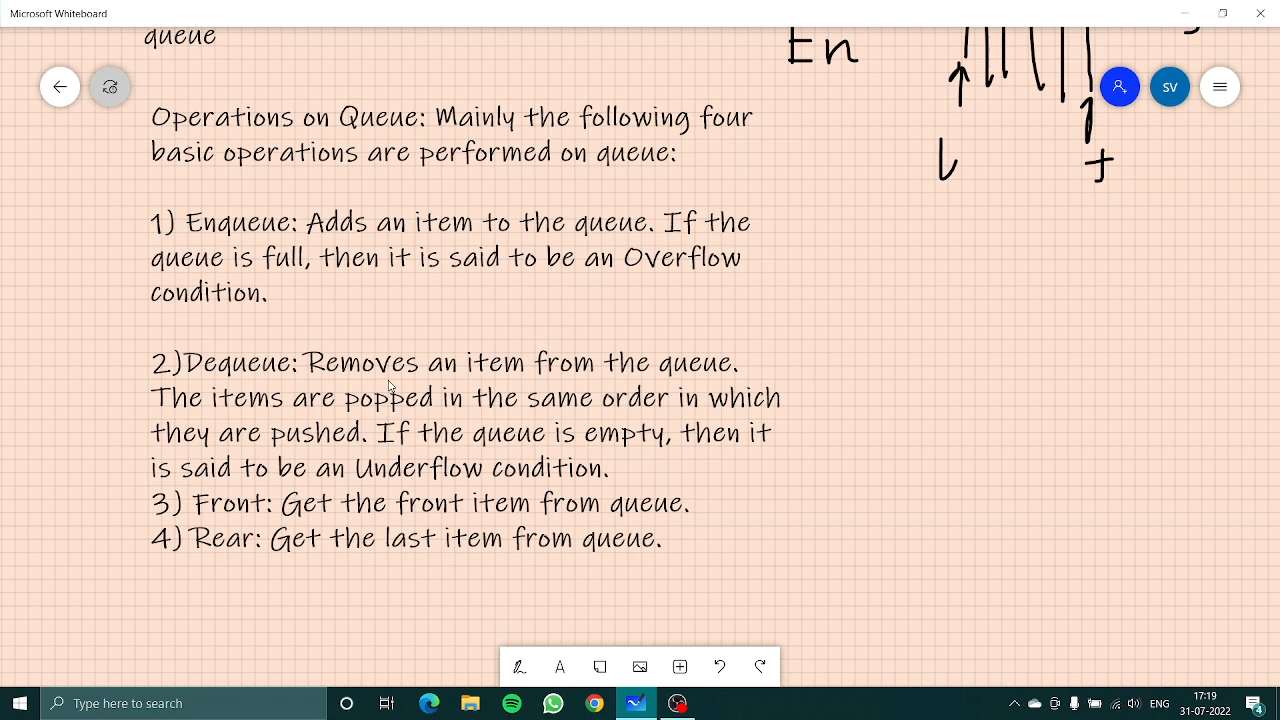 Microsoft Whiteboard
queue
En
SV
Operations on Queue: Mainly the following four
basic operations are performed on queue:
1) Enqueue: Adds an item to the queue. If the
queue is full, then it is said to be an Overflow
condition.
2)Dequeue: Removes an item from the queue.
The items are popped in the same order in which
they are pushed. If the queue is empty, then it
is said to be an Underflow condition.
3) Front: Get the front item from queue.
4) Rear: Get the last item from queue.
Type here to search
ENG
17:19
31-07-2022
4